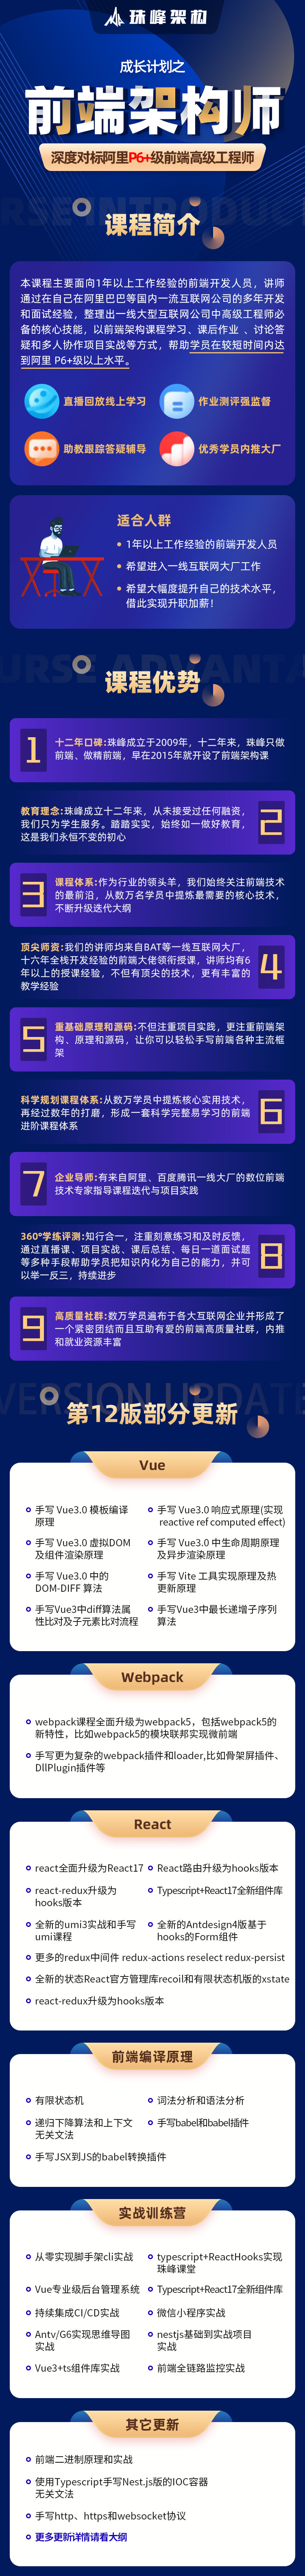 珠峰架构
成长计划之
前端架构师
深度对标阿里P6+级前端高级工程师
课程简介
本课程主要面向1年以上工作经验的前端开发人员，讲师
通过在自己在阿里巴巴等国内一流互联网公司的多年开发
和面试经验，整理出一线大型互联网公司中高级工程师必
备的核心技能，以前端架构课程学习、课后作业 、讨论答
疑和多人协作项目实战等方式，帮助学员在较短时间内达
到阿里 P6+级以上水平。
直播回放线上学习
作业测评强监督
助教跟踪答疑辅导
优秀学员内推大厂
适合人群
1年以上工作经验的前端开发人员
希望进入一线互联网大厂工作
希望大幅度提升自己的技术水平，
借此实现升职加薪！
课程优势
1
十二年口碑:珠峰成立于2009年，十二年来，珠峰只做
前端、做精前端，早在2015年就开设了前端架构课
教育理念:珠峰成立十二年来，从未接受过任何融资，
我们只为学生服务。踏踏实实，始终如一做好教育，
这是我们永恒不变的初心
2
3
课程体系:作为行业的领头羊，我们始终关注前端技术
的最前沿，从数万名学员中提炼最需要的核心技术，
不断升级迭代大纲
顶尖师资:我们的讲师均来自BAT等一线互联网大厂，
十六年全栈开发经验的前端大佬领衔授课，讲师均有6
年以上的授课经验，不但有顶尖的技术，更有丰富的
教学经验
4
5
重基础原理和源码:不但注重项目实践，更注重前端架
构、原理和源码，让你可以轻松手写前端各种主流框
架
科学规划课程体系:从数万学员中提炼核心实用技术，
再经过数年的打磨，形成一套科学完整易学习的前端
进阶课程体系
6
7
企业导师:有来自阿里、百度腾讯一线大厂的数位前端
技术专家指导课程迭代与项目实践
360°学练评测:知行合一，注重刻意练习和及时反馈，
通过直播课、项目实战、课后总结、每日一道面试题
等多种手段帮助学员把知识内化为自己的能力，并可
以举一反三，持续进步
8
9
高质量社群:数万学员遍布于各大互联网企业并形成了
一个紧密团结而且互助有爱的前端高质量社群，内推
和就业资源丰富
第12版部分更新
Vue
手写 Vue3.0 模板编译
原理
手写 Vue3.0 响应式原理(实现
reactive ref computed effect)
手写 Vue3.0 虚拟DOM
及组件渲染原理
手写 Vue3.0 中生命周期原理
及异步渲染原理
手写 Vue3.0 中的
DOM-DIFF 算法
手写 Vite 工具实现原理及热
更新原理
手写Vue3中diff算法属
性比对及子元素比对流程
手写Vue3中最长递增子序列
算法
Webpack
webpack课程全面升级为webpack5，包括webpack5的
新特性，比如webpack5的模块联邦实现微前端
手写更为复杂的webpack插件和loader,比如骨架屏插件、
DllPlugin插件等
React
react全面升级为React17
React路由升级为hooks版本
react-redux升级为
hooks版本
Typescript+React17全新组件库
全新的umi3实战和手写
umi课程
全新的Antdesign4版基于
hooks的Form组件
更多的redux中间件 redux-actions reselect redux-persist
全新的状态React官方管理库recoil和有限状态机版的xstate
react-redux升级为hooks版本
前端编译原理
有限状态机
词法分析和语法分析
递归下降算法和上下文
无关文法
手写babel和babel插件
手写JSX到JS的babel转换插件
实战训练营
从零实现脚手架cli实战
typescript+ReactHooks实现
珠峰课堂
Vue专业级后台管理系统
Typescript+React17全新组件库
持续集成CI/CD实战
微信小程序实战
Antv/G6实现思维导图
实战
nestjs基础到实战项目
实战
Vue3+ts组件库实战
前端全链路监控实战
其它更新
前端二进制原理和实战
使用Typescript手写Nest.js版的IOC容器
无关文法
手写http、https和websocket协议
更多更新详情请看大纲